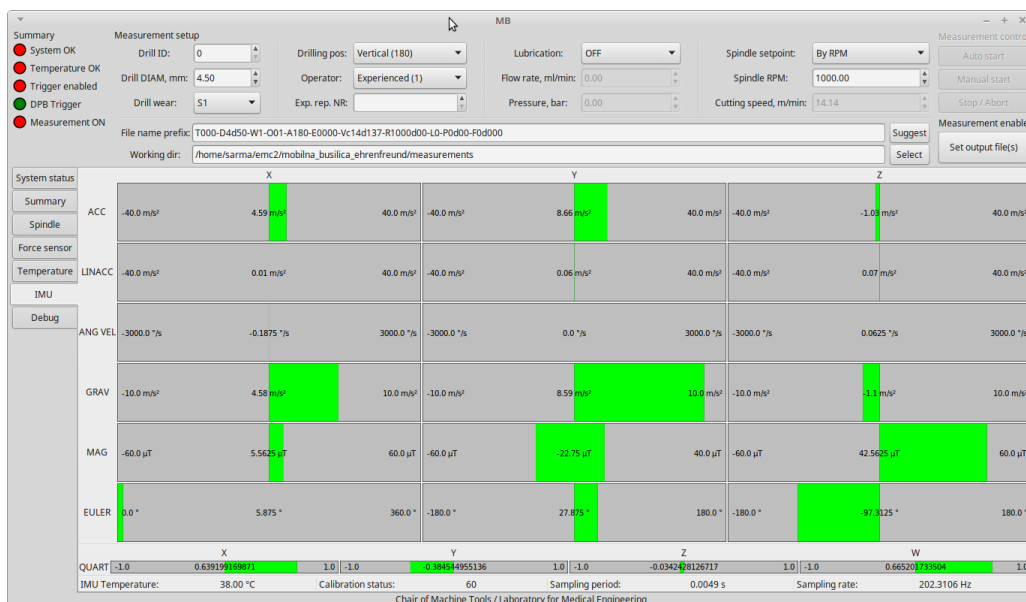 MB
Summary
System OK
Temperature OK
Trigger enabled
DPB Trigger
Measurement ON
Measurement setup
Drill ID: 0
Drill DIAM, mm: 4.50
Drill wear: S1
Drilling pos: Vertical (180)
Operator: Experienced (1)
Exp. rep. NR:
Lubrication: OFF
Flow rate, ml/min: 0.00
Pressure, bar: 0.00
Spindle setpoint: By RPM
Spindle RPM: 1000.00
Cutting speed, m/min: 14.14
Measurement contro
Auto start
Manual start
Stop / Abort
File name prefix: T000-D4d50-W1-O01-A180-E0000-Vc14d137-R1000d00-L0-P0d00-F0d000 Suggest
Working dir: /home/sarma/emc2/mobilna_busilica_ehrenfreund/measurements Select
Measurement enable
Set output file(s)
System status
Summary
Spindle
Force sensor
Temperature
IMU
Debug
X Y Z
ACC -40.0 m/s² 4.59 m/s² 40.0 m/s² -40.0 m/s² 8.66 m/s² 40.0 m/s² -40.0 m/s² -1.03 m/s² 40.0 m/s
LINACC -40.0 m/s² 0.01 m/s² 40.0 m/s² -40.0 m/s² 0.06 m/s² 40.0 m/s² -40.0 m/s² 0.07 m/s² 40.0 m/s
ANG VEL -3000.0 °/s -0.1875 °/s 3000.0 °/s -3000.0 °/s 0.0 °/s 3000.0 °/s -3000.0 °/s 0.0625 °/s 3000.0 °/s
GRAV -10.0 m/s² 4.58 m/s² 10.0 m/s² -10.0 m/s² 8.59 m/s² 10.0 m/s² -10.0 m/s² -1.1 m/s² 10.0 m/s
MAG -60.0 µT 5.5625 µT 60.0 µT -60.0 µT -22.75 µT 40.0 µT -60.0 µT 42.5625 µT 60.0 µT
EULER 0.0 ° 5.875 ° 360.0 ° -180.0 ° 27.875 ° 180.0 ° -180.0 ° -97.3125 ° 180.0 °
X Y Z W
QUART -1.0 0.639199169871 1.0 -1.0 -0.384544955136 1.0 -1.0 -0.0342428126717 1.0 -1.0 0.665201733504 1.0
IMU Temperature: 38.00 °C Calibration status: 60 Sampling period: 0.0049 s Sampling rate: 202.3106 Hz
Chair of Machine Tools / Laboratory for Medical Engineering